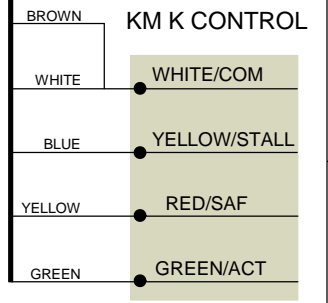 BROWN
KM K CONTROL
WHITE
WHITE/COM
BLUE
YELLOW/STALL
YELLOW
RED/SAF
GREEN
GREEN/ACT